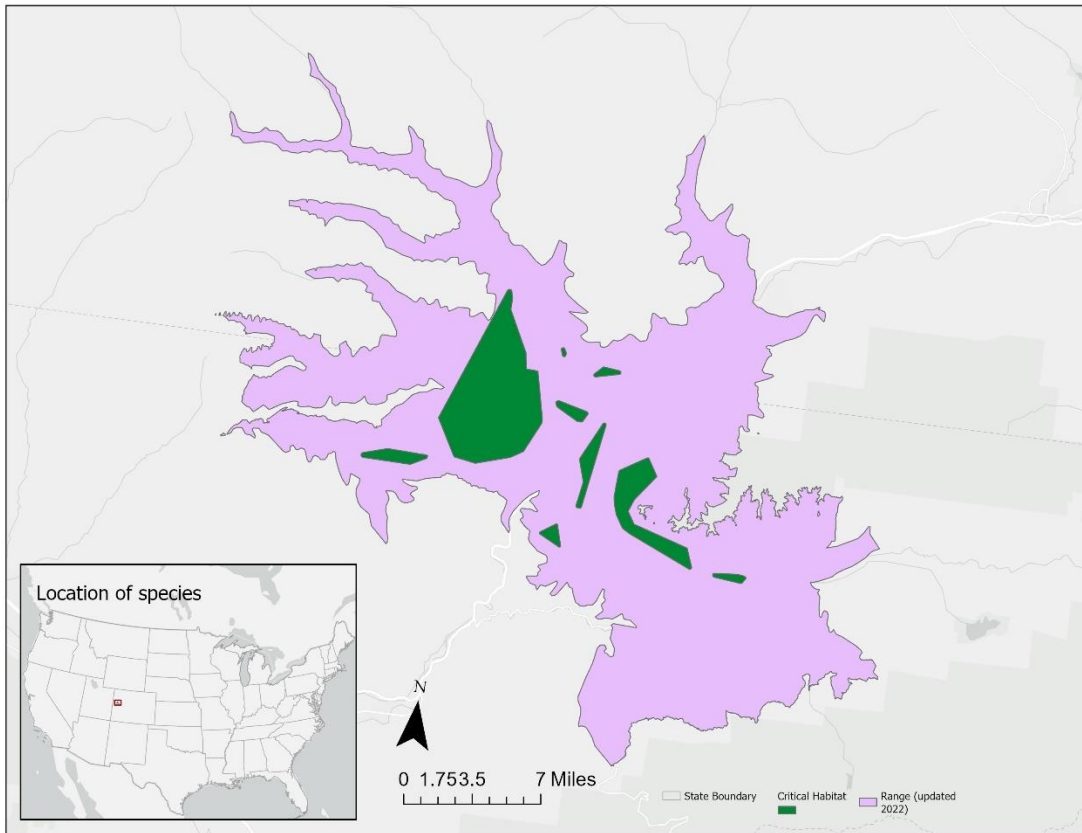 Location of species
N
0 1.753.5 7 Miles
State Boundary
Critical Habitat
Range (updated
2022)